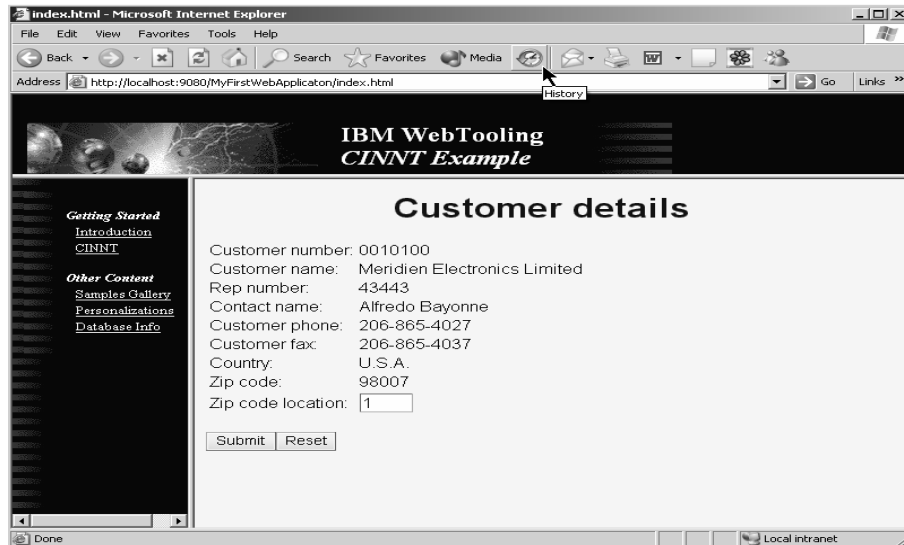 index.html - Microsoft Internet Explorer
File Edit View Favorites Tools Help
Back Search Favorites Media
Address http://localhost:9080/MyFirstWebApplicaton/index.html Go Links »
History
IBM WebTooling
CINNT Example
Getting Started
Introduction
CINNT
Other Content
Samples Gallery
Personalizations
Database Info
Customer details
Customer number: 0010100
Customer name: Meridien Electronics Limited
Rep number: 43443
Contact name: Alfredo Bayonne
Customer phone: 206-865-4027
Customer fax: 206-865-4037
Country: U.S.A.
Zip code: 98007
Zip code location: 1
Submit Reset
Done Local intranet